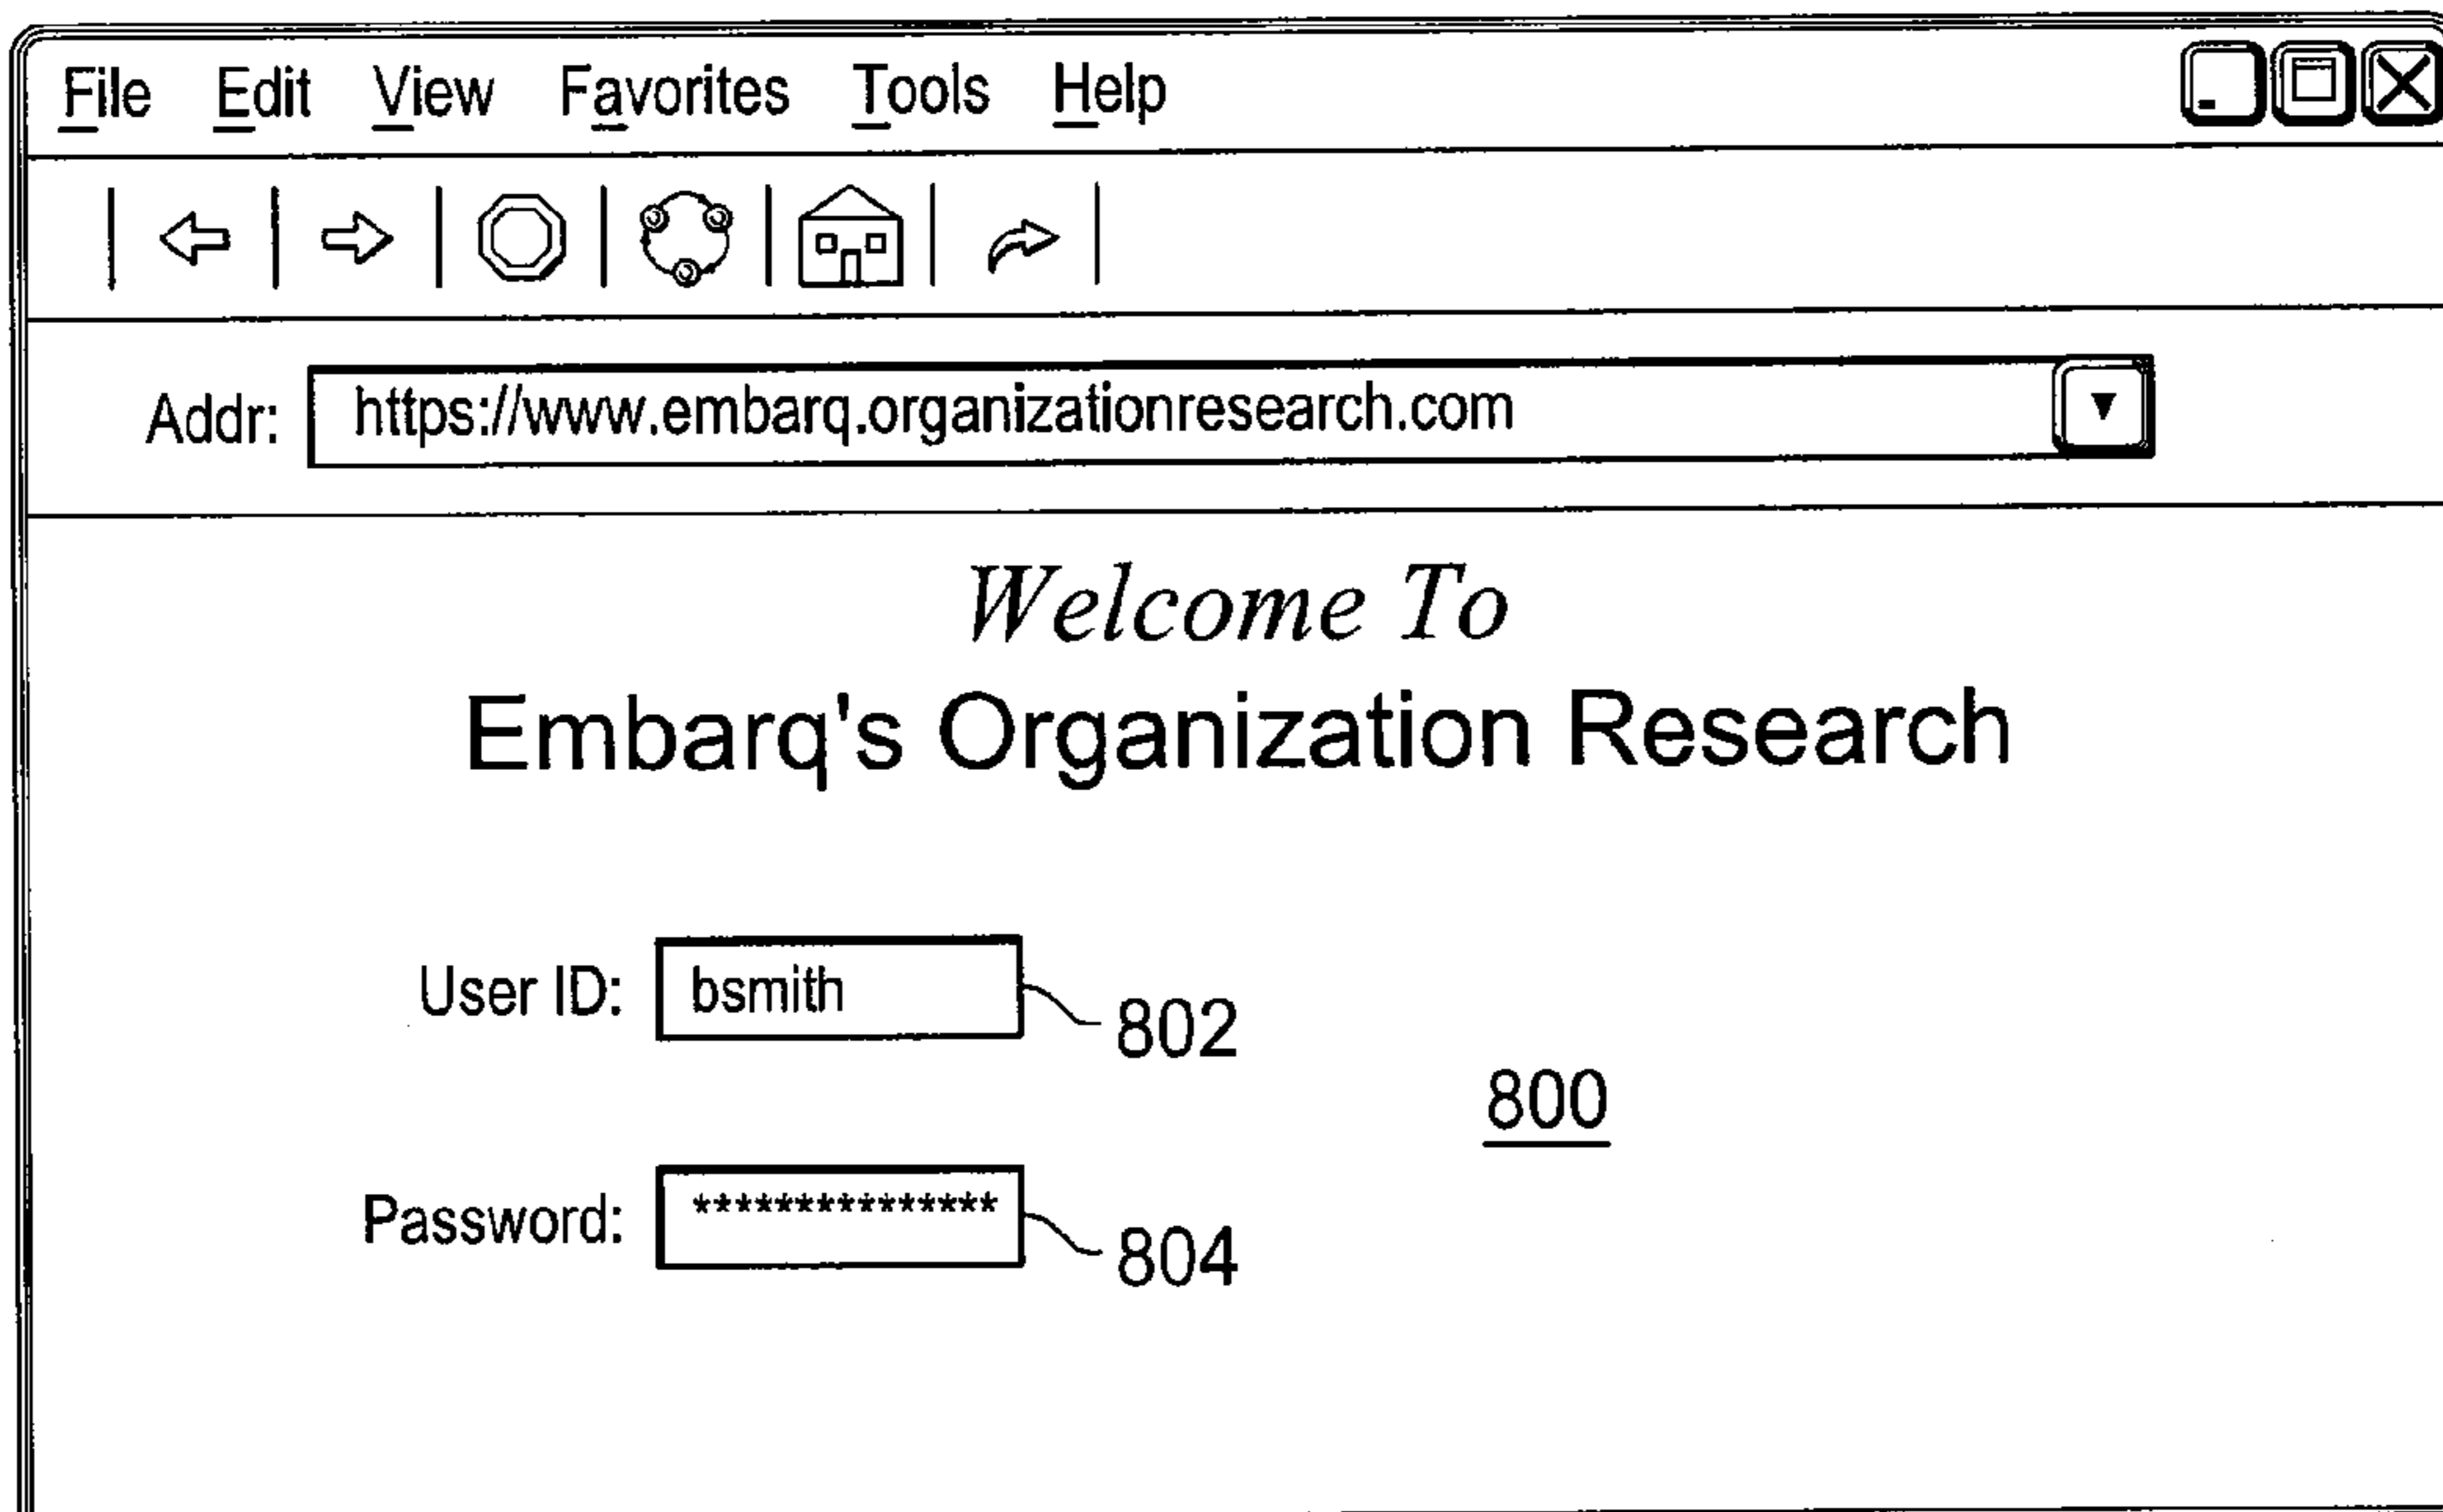 File Edit View Favorites Tools Help
Addr: https://www.embarq.organizationresearch.com
Welcome To
Embarq's Organization Research
User ID: bsmith
802
800
Password: ***************
804